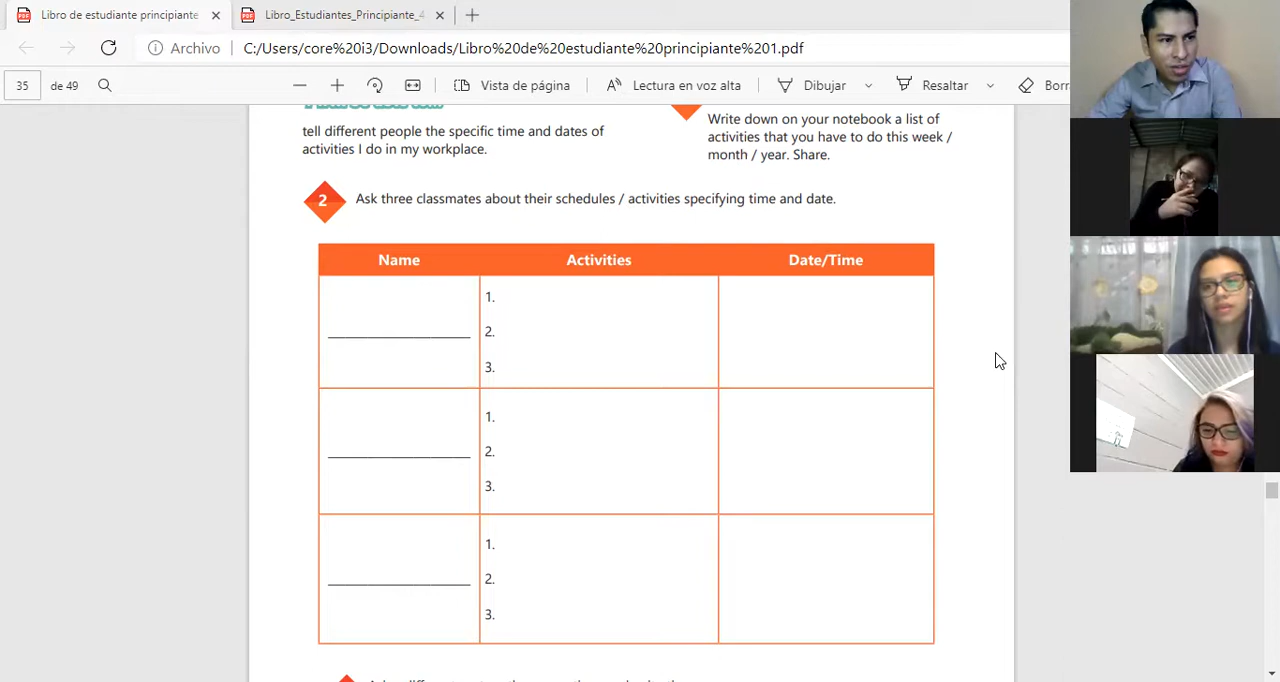 Libro de estudiante principiante
Libro_Estudiantes_Principiante_4
Archivo
C:/Users/core%20i3/Downloads/Libro%20de%20estudiante%20principiante%201.pdf
35
de 49
Vista de página
Lectura en voz alta
Dibujar
Resaltar
Borr
tell different people the specific time and dates of
activities I do in my workplace.
Write down on your notebook a list of
activities that you have to do this week /
month / year. Share.
2
Ask three classmates about their schedules / activities specifying time and date.
Name
Activities
Date/Time
1.
2.
3.
1.
2.
3.
1.
2.
3.